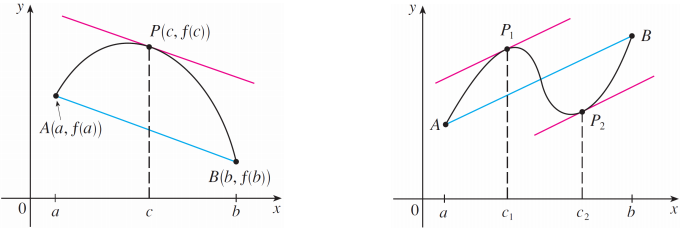 y
P(c, f(c))
A(a, f(a))
B(b, f(b))
0
a
c
b
x
y
P₁
B
A
P₂
0
a
c₁
c₂
b
x